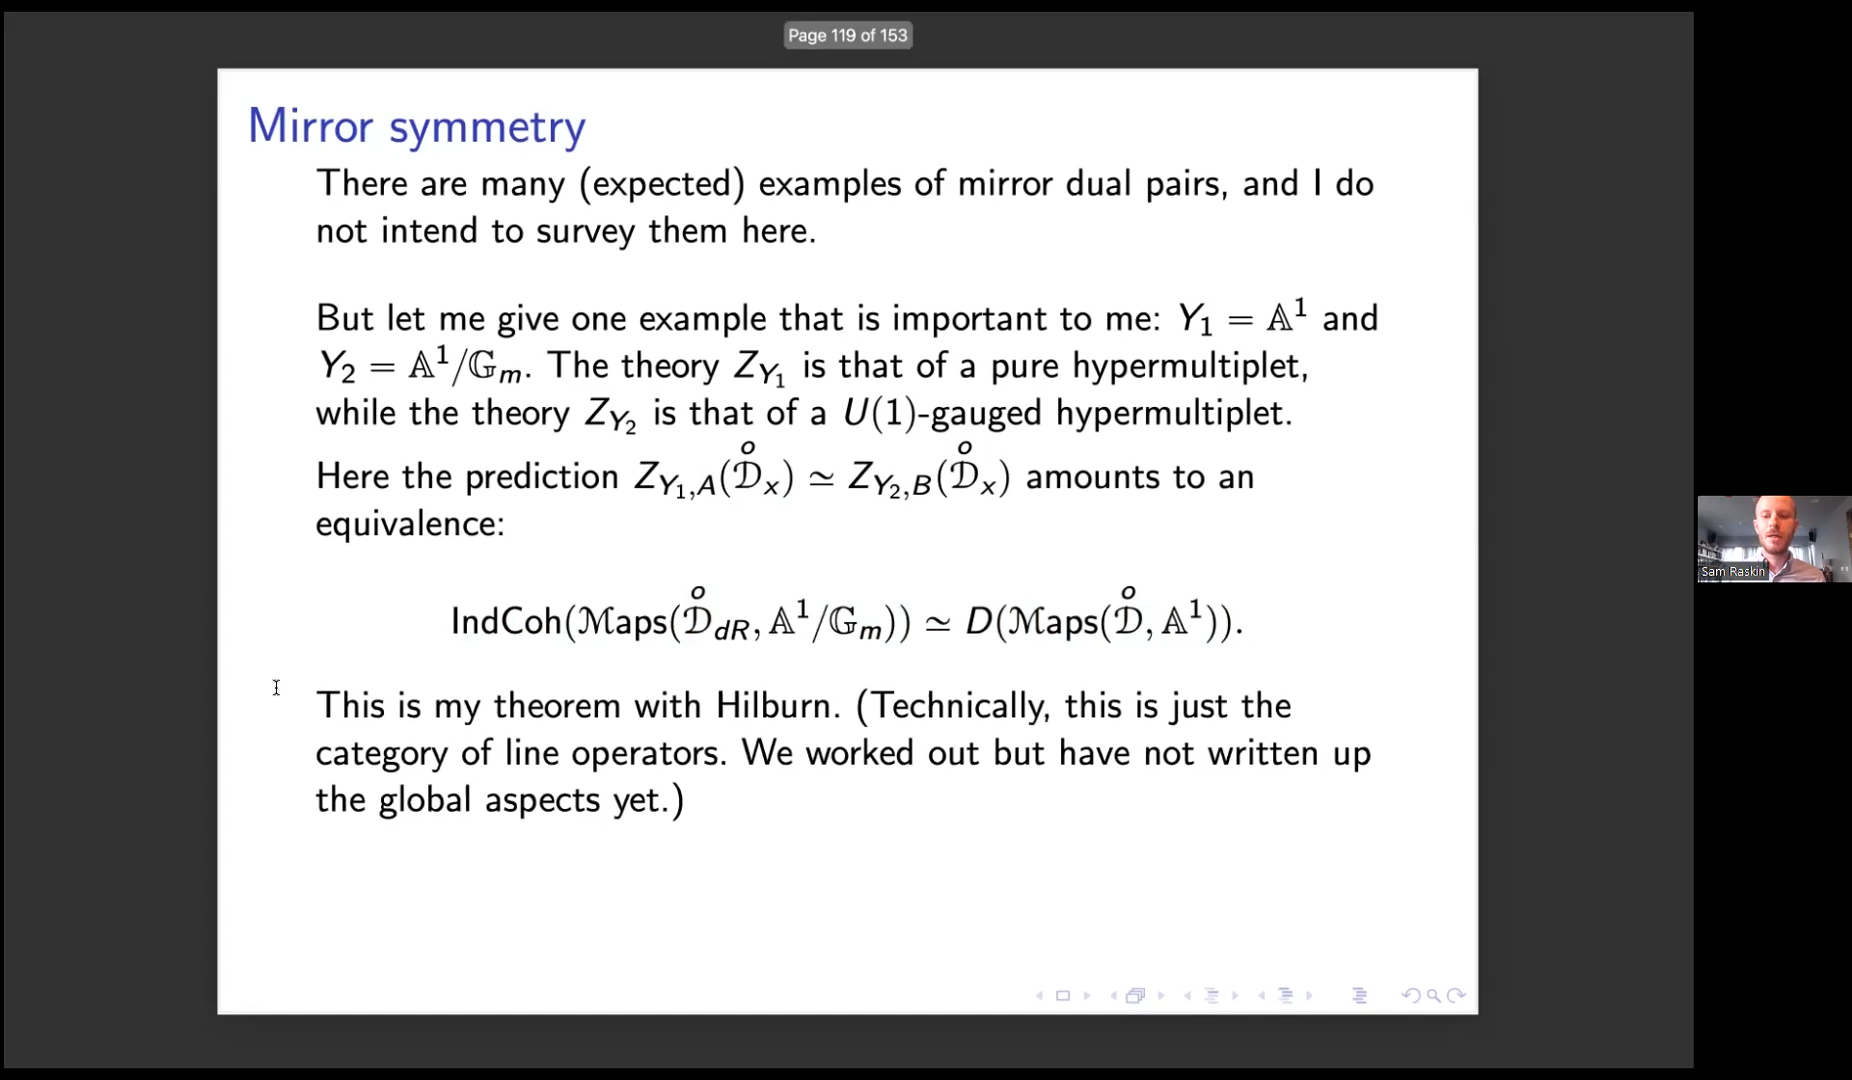 Page 119 of 153
Mirror symmetry
There are many (expected) examples of mirror dual pairs, and I do
not intend to survey them here.
But let me give one example that is important to me: Y₁ = 𝔸¹ and
Y₂ = 𝔸¹/𝔾ₘ. The theory Z_{Y₁} is that of a pure hypermultiplet,
while the theory Z_{Y₂} is that of a U(1)-gauged hypermultiplet.
Here the prediction Z_{Y₁,A}(𝒟̊ₓ) ≃ Z_{Y₂,B}(𝒟̊ₓ) amounts to an
equivalence:
IndCoh(ℳaps(𝒟̊_{dR}, 𝔸¹/𝔾ₘ)) ≃ D(ℳaps(𝒟̊, 𝔸¹)).
This is my theorem with Hilburn. (Technically, this is just the
category of line operators. We worked out but have not written up
the global aspects yet.)
Sam Raskin